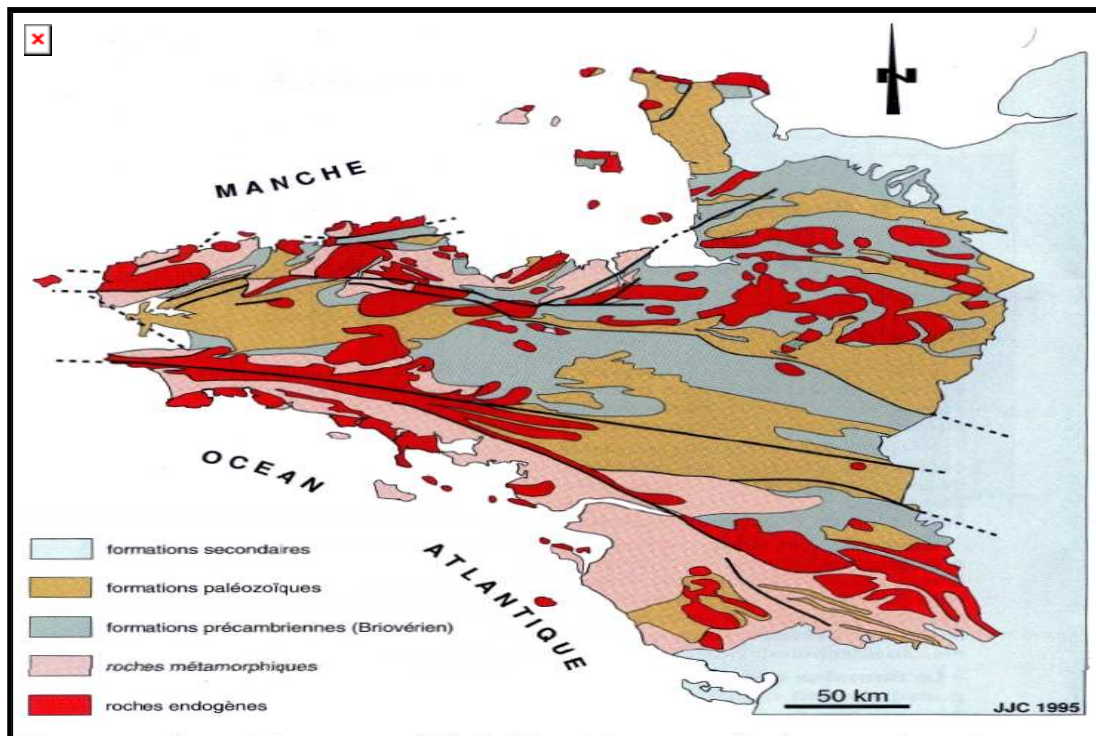 N
MANCHE
OCEAN
ATLANTIQUE
formations secondaires
formations paléozoïques
formations précambriennes (Briovérien)
roches métamorphiques
roches endogènes
50 km
JJC 1995